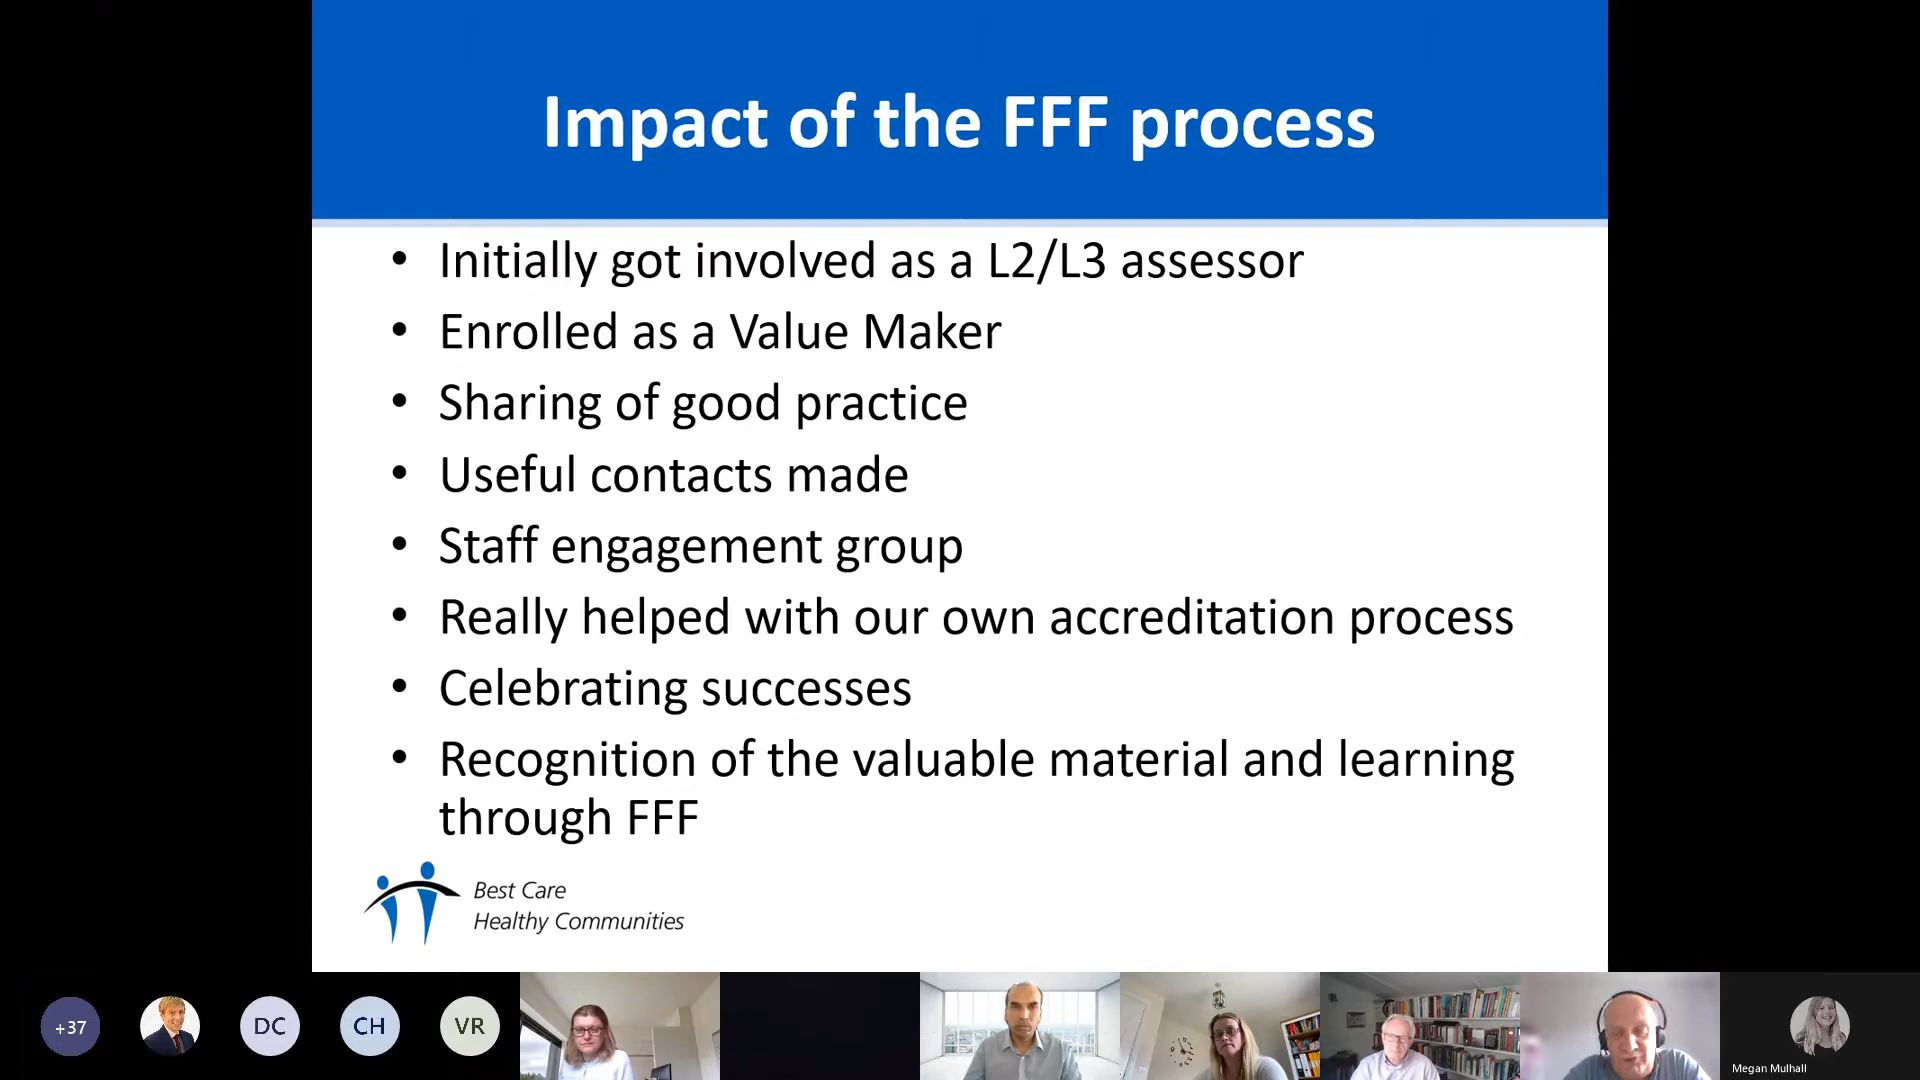 Impact of the FFF process
• Initially got involved as a L2/L3 assessor
• Enrolled as a Value Maker
• Sharing of good practice
• Useful contacts made
• Staff engagement group
• Really helped with our own accreditation process
• Celebrating successes
• Recognition of the valuable material and learning
through FFF
Best Care
Healthy Communities
+37
DC
CH
VR
Megan Mulhall